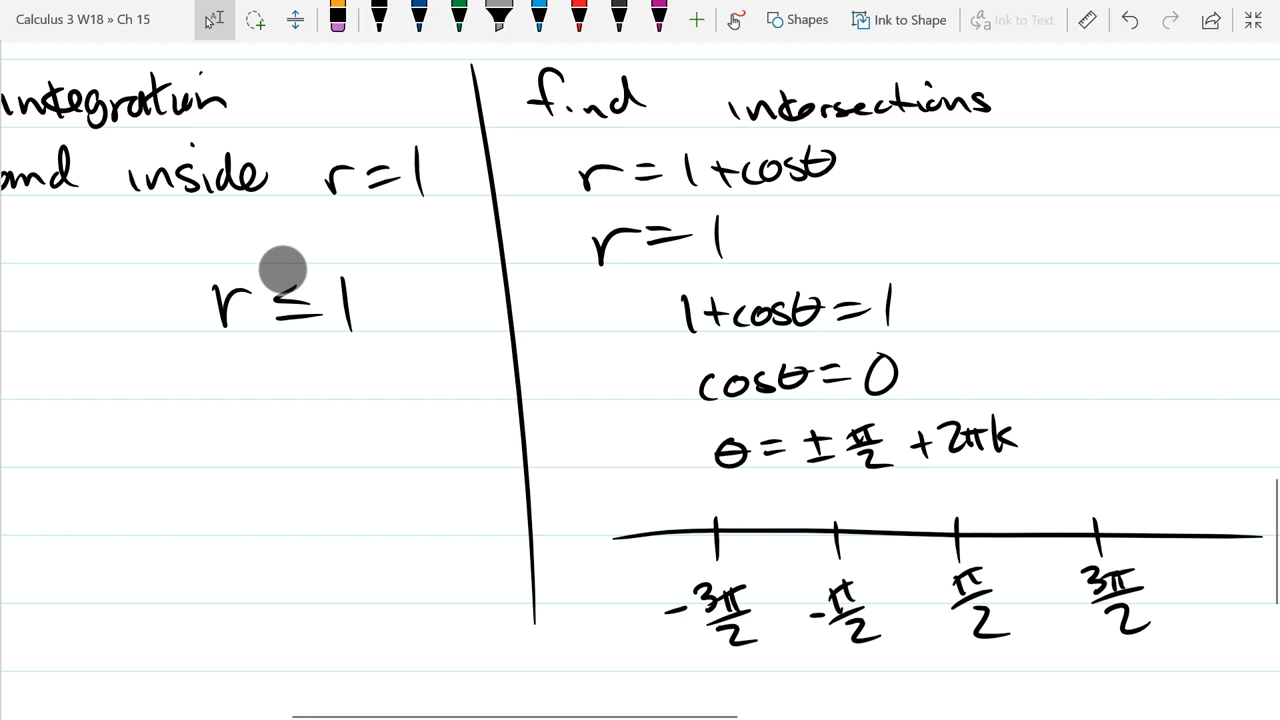 Calculus 3 W18 » Ch 15
Shapes
Ink to Shape
Ink to Text
integration
and inside r = 1
r ≤ 1
find intersections
r = 1 + cosθ
r = 1
1 + cosθ = 1
cosθ = 0
θ = ± π/2 + 2πk
-3π/2 -π/2 π/2 3π/2